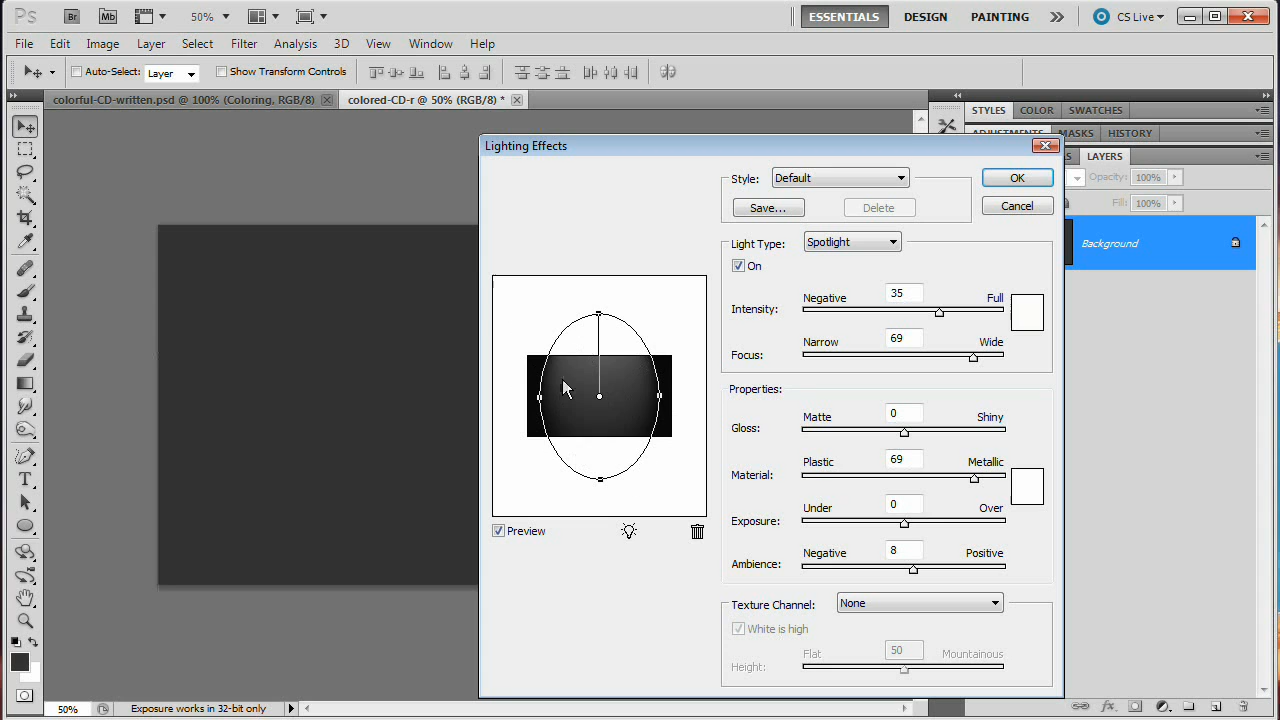 Ps Br Mb 50% ESSENTIALS DESIGN PAINTING CS Live
File Edit Image Layer Select Filter Analysis 3D View Window Help
Auto-Select: Layer Show Transform Controls
colorful-CD-written.psd @ 100% (Coloring, RGB/8) colored-CD-r @ 50% (RGB/8) *
STYLES COLOR SWATCHES
ADJUSTMENTS MASKS HISTORY
LAYERS
Opacity: 100%
Fill: 100%
Background
Lighting Effects
Style: Default OK
Save... Delete Cancel
Light Type: Spotlight
On
Negative 35 Full
Intensity:
Narrow 69 Wide
Focus:
Properties:
Matte 0 Shiny
Gloss:
Plastic 69 Metallic
Material:
Under 0 Over
Exposure:
Negative 8 Positive
Ambience:
Preview
Texture Channel: None
White is high
Flat 50 Mountainous
Height:
50% Exposure works in 32-bit only